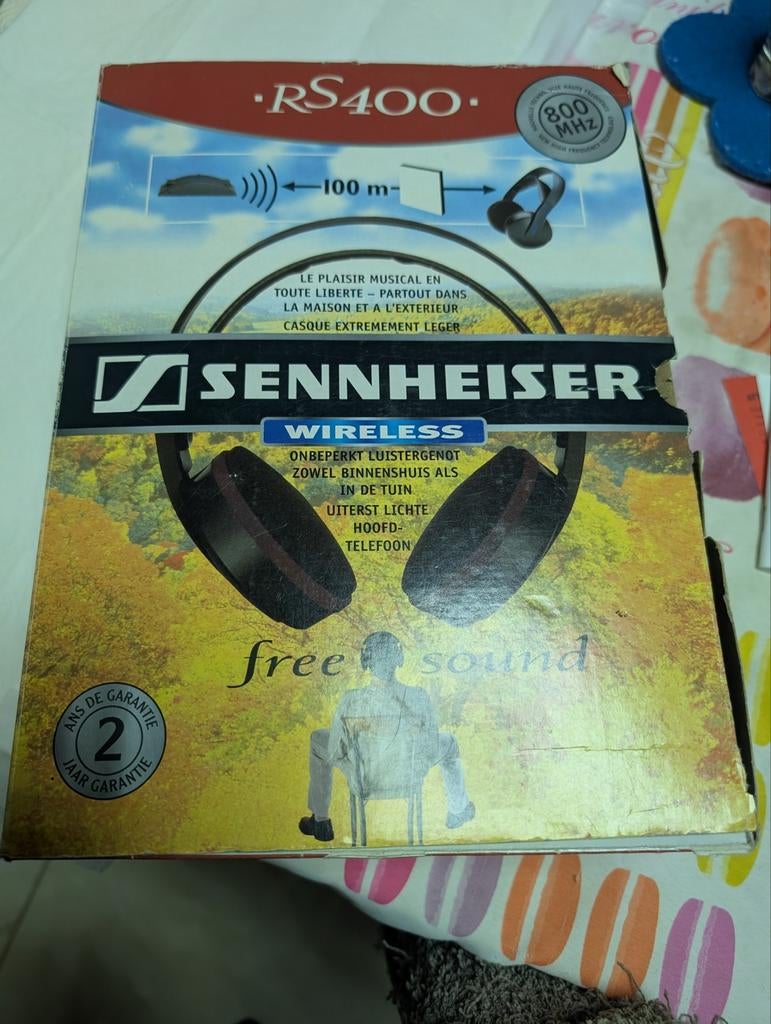 ·RS400·
800
MHz
100 m
LE PLAISIR MUSICAL EN
TOUTE LIBERTE – PARTOUT DANS
LA MAISON ET A L'EXTERIEUR
CASQUE EXTREMEMENT LEGER
SENNHEISER
WIRELESS
ONBEPERKT LUISTERGENOT
ZOWEL BINNENSHUIS ALS
IN DE TUIN
UITERST LICHTE
HOOFD-
TELEFOON
free sound
ANS DE GARANTIE
2
JAAR GARANTIE